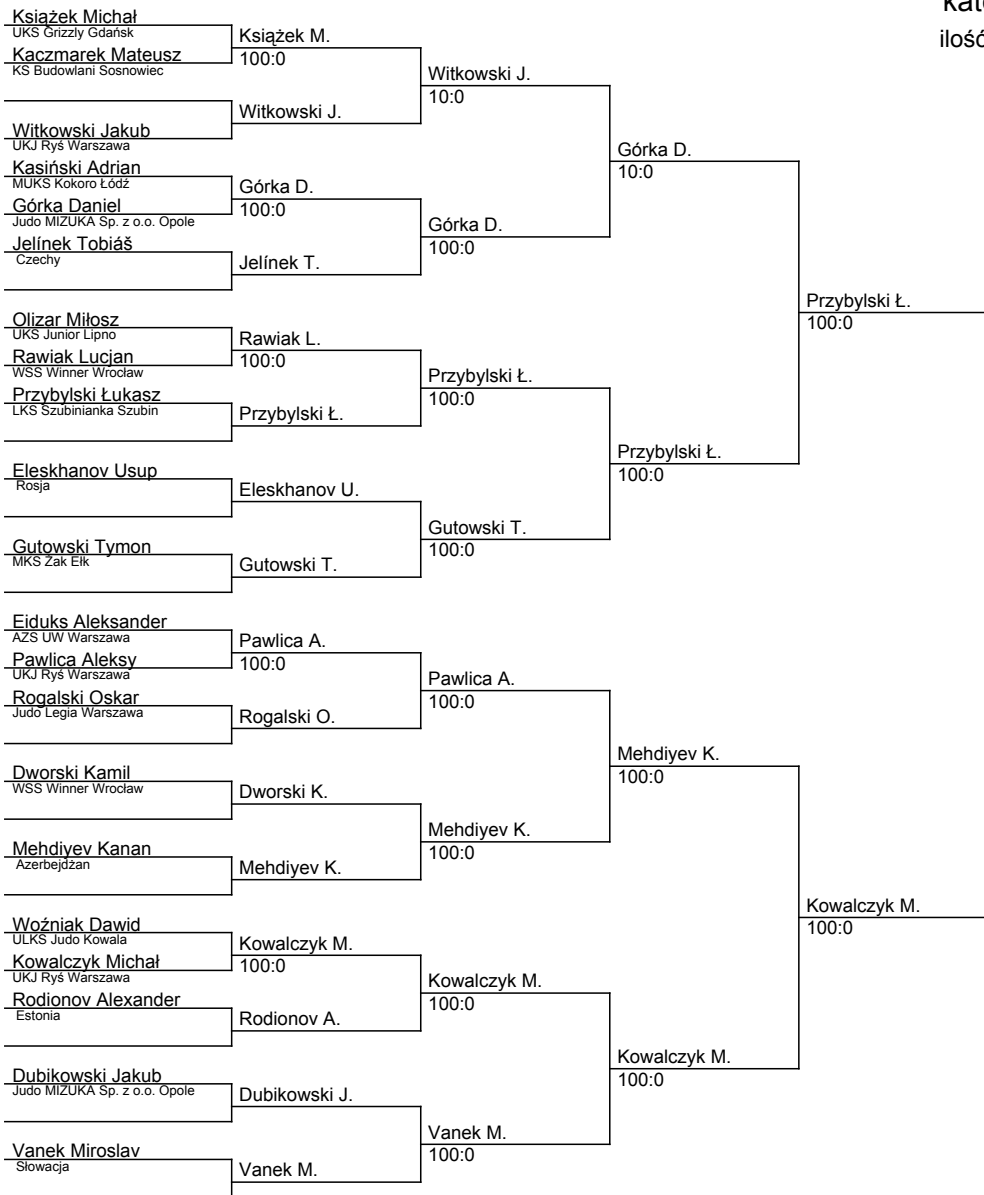 kat
ilość
Książek Michał
UKS Grizzly Gdańsk
Kaczmarek Mateusz
KS Budowlani Sosnowiec
Witkowski Jakub
UKJ Ryś Warszawa
Kasiński Adrian
MUKS Kokoro Łódź
Górka Daniel
Judo MIZUKA Sp. z o.o. Opole
Jelínek Tobiáš
Czechy
Olizar Miłosz
UKS Junior Lipno
Rawiak Lucjan
WSS Winner Wrocław
Przybylski Łukasz
LKS Szubinianka Szubin
Eleskhanov Usup
Rosja
Gutowski Tymon
MKS Żak Ełk
Eiduks Aleksander
AZS UW Warszawa
Pawlica Aleksy
UKJ Ryś Warszawa
Rogalski Oskar
Judo Legia Warszawa
Dworski Kamil
WSS Winner Wrocław
Mehdiyev Kanan
Azerbejdżan
Woźniak Dawid
ULKS Judo Kowala
Kowalczyk Michał
UKJ Ryś Warszawa
Rodionov Alexander
Estonia
Dubikowski Jakub
Judo MIZUKA Sp. z o.o. Opole
Vanek Miroslav
Słowacja
Książek M.
100:0
Witkowski J.
Górka D.
100:0
Jelínek T.
Rawiak L.
100:0
Przybylski Ł.
Eleskhanov U.
Gutowski T.
Pawlica A.
100:0
Rogalski O.
Dworski K.
Mehdiyev K.
Kowalczyk M.
100:0
Rodionov A.
Dubikowski J.
Vanek M.
Witkowski J.
10:0
Górka D.
100:0
Przybylski Ł.
100:0
Gutowski T.
100:0
Pawlica A.
100:0
Mehdiyev K.
100:0
Kowalczyk M.
100:0
Vanek M.
100:0
Górka D.
10:0
Przybylski Ł.
100:0
Mehdiyev K.
100:0
Kowalczyk M.
100:0
Przybylski Ł.
100:0
Kowalczyk M.
100:0